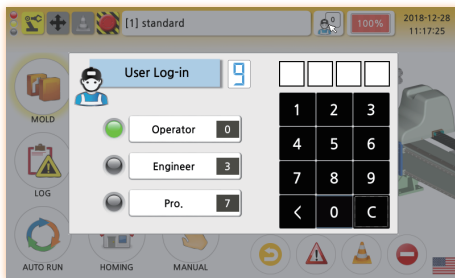 [1] standard
0
100%
2018-12-28
11:17:25
User Log-in
9
Operator 0
Engineer 3
Pro. 7
1 2 3
4 5 6
7 8 9
< 0 C
MOLD
LOG
AUTO RUN
HOMING
MANUAL